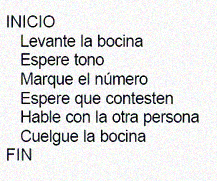 INICIO
Levante la bocina
Espere tono
Marque el número
Espere que contesten
Hable con la otra persona
Cuelgue la bocina
FIN